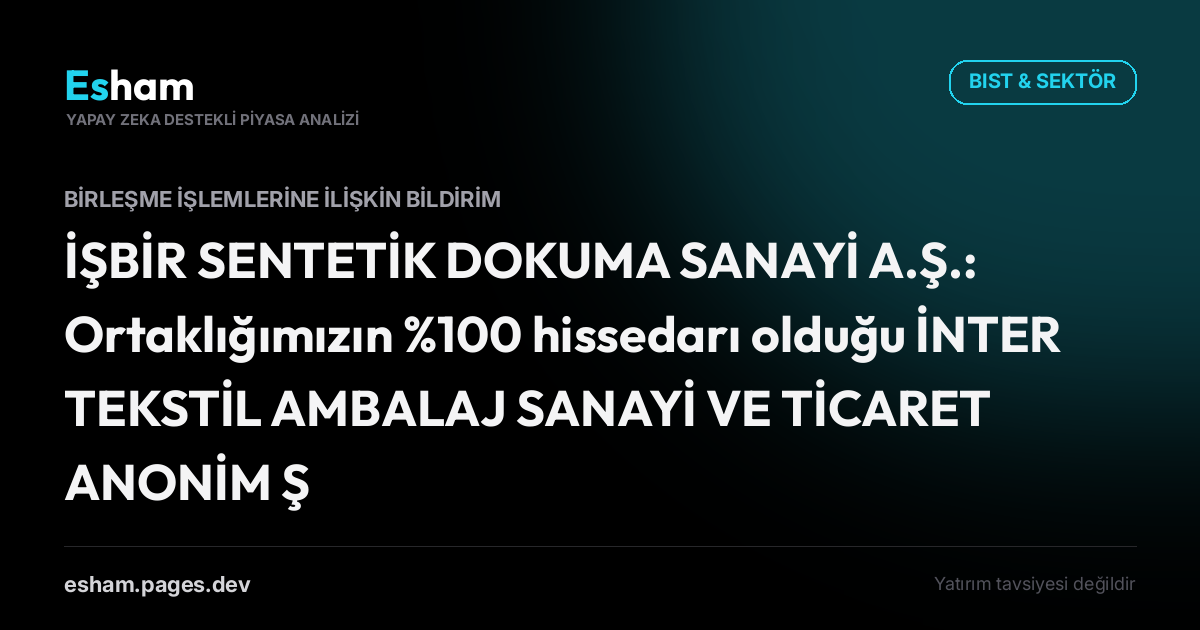 Esham
BIST & SEKTÖR
YAPAY ZEKA DESTEKLİ PİYASA ANALİZİ
BİRLEŞME İŞLEMLERİNE İLİŞKİN BİLDİRİM
İŞBİR SENTETİK DOKUMA SANAYİ A.Ş.:
Ortaklığımızın %100 hissedarı olduğu İNTER
TEKSTİL AMBALAJ SANAYİ VE TİCARET
ANONİM Ş
esham.pages.dev
Yatırım tavsiyesi değildir